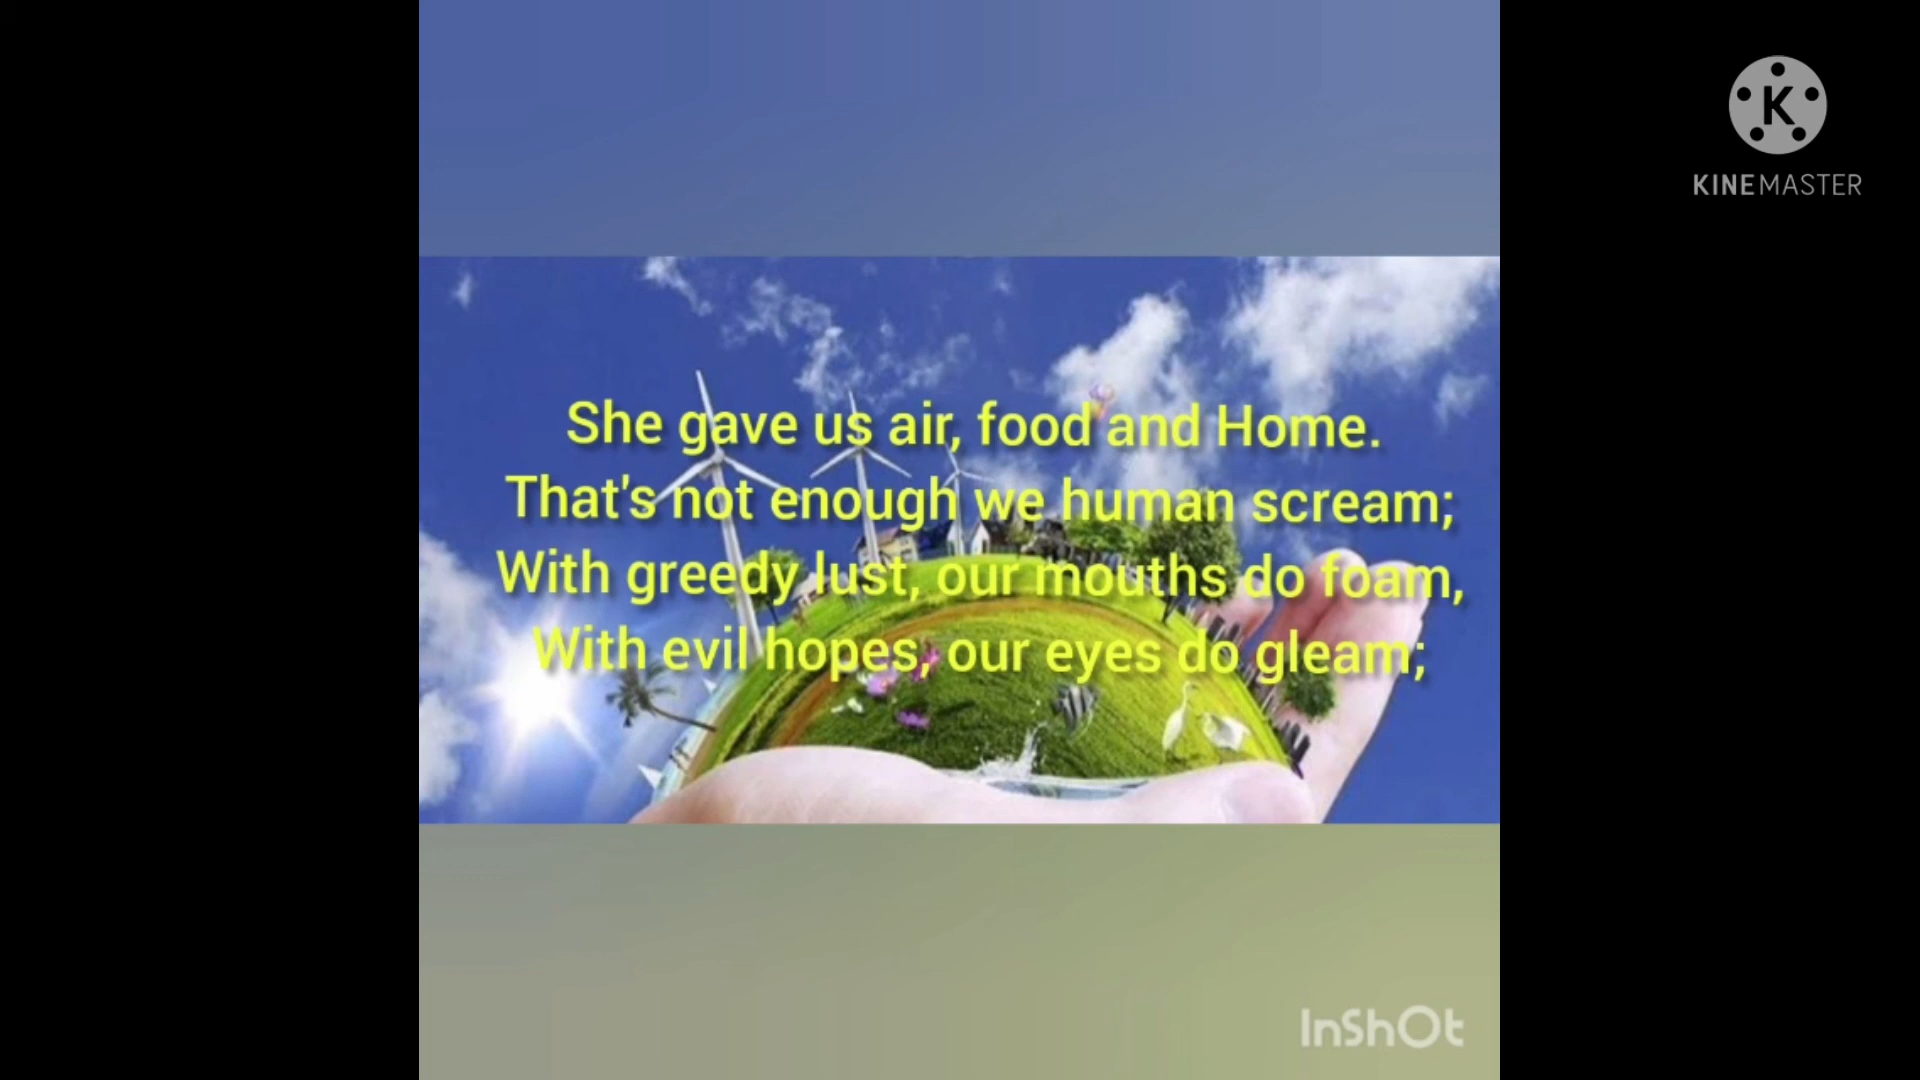 K
KINEMASTER
She gave us air, food and Home.
That's not enough we human scream;
With greedy lust, our mouths do foam,
With evil hopes, our eyes do gleam;
InShOt